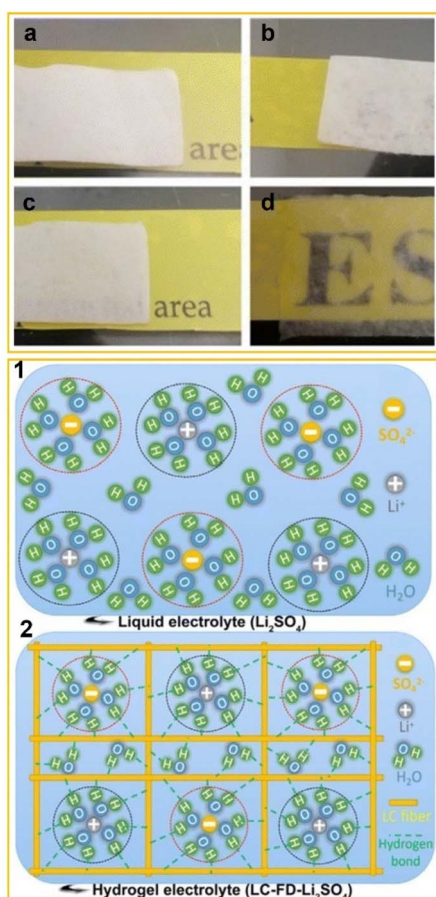 a
b
area
c
d
area
ES
1
SO₄²⁻
Li⁺
H₂O
Liquid electrolyte (Li₂SO₄)
2
SO₄²⁻
Li⁺
H₂O
LC fiber
Hydrogen
bond
Hydrogel electrolyte (LC-FD-Li₂SO₄)